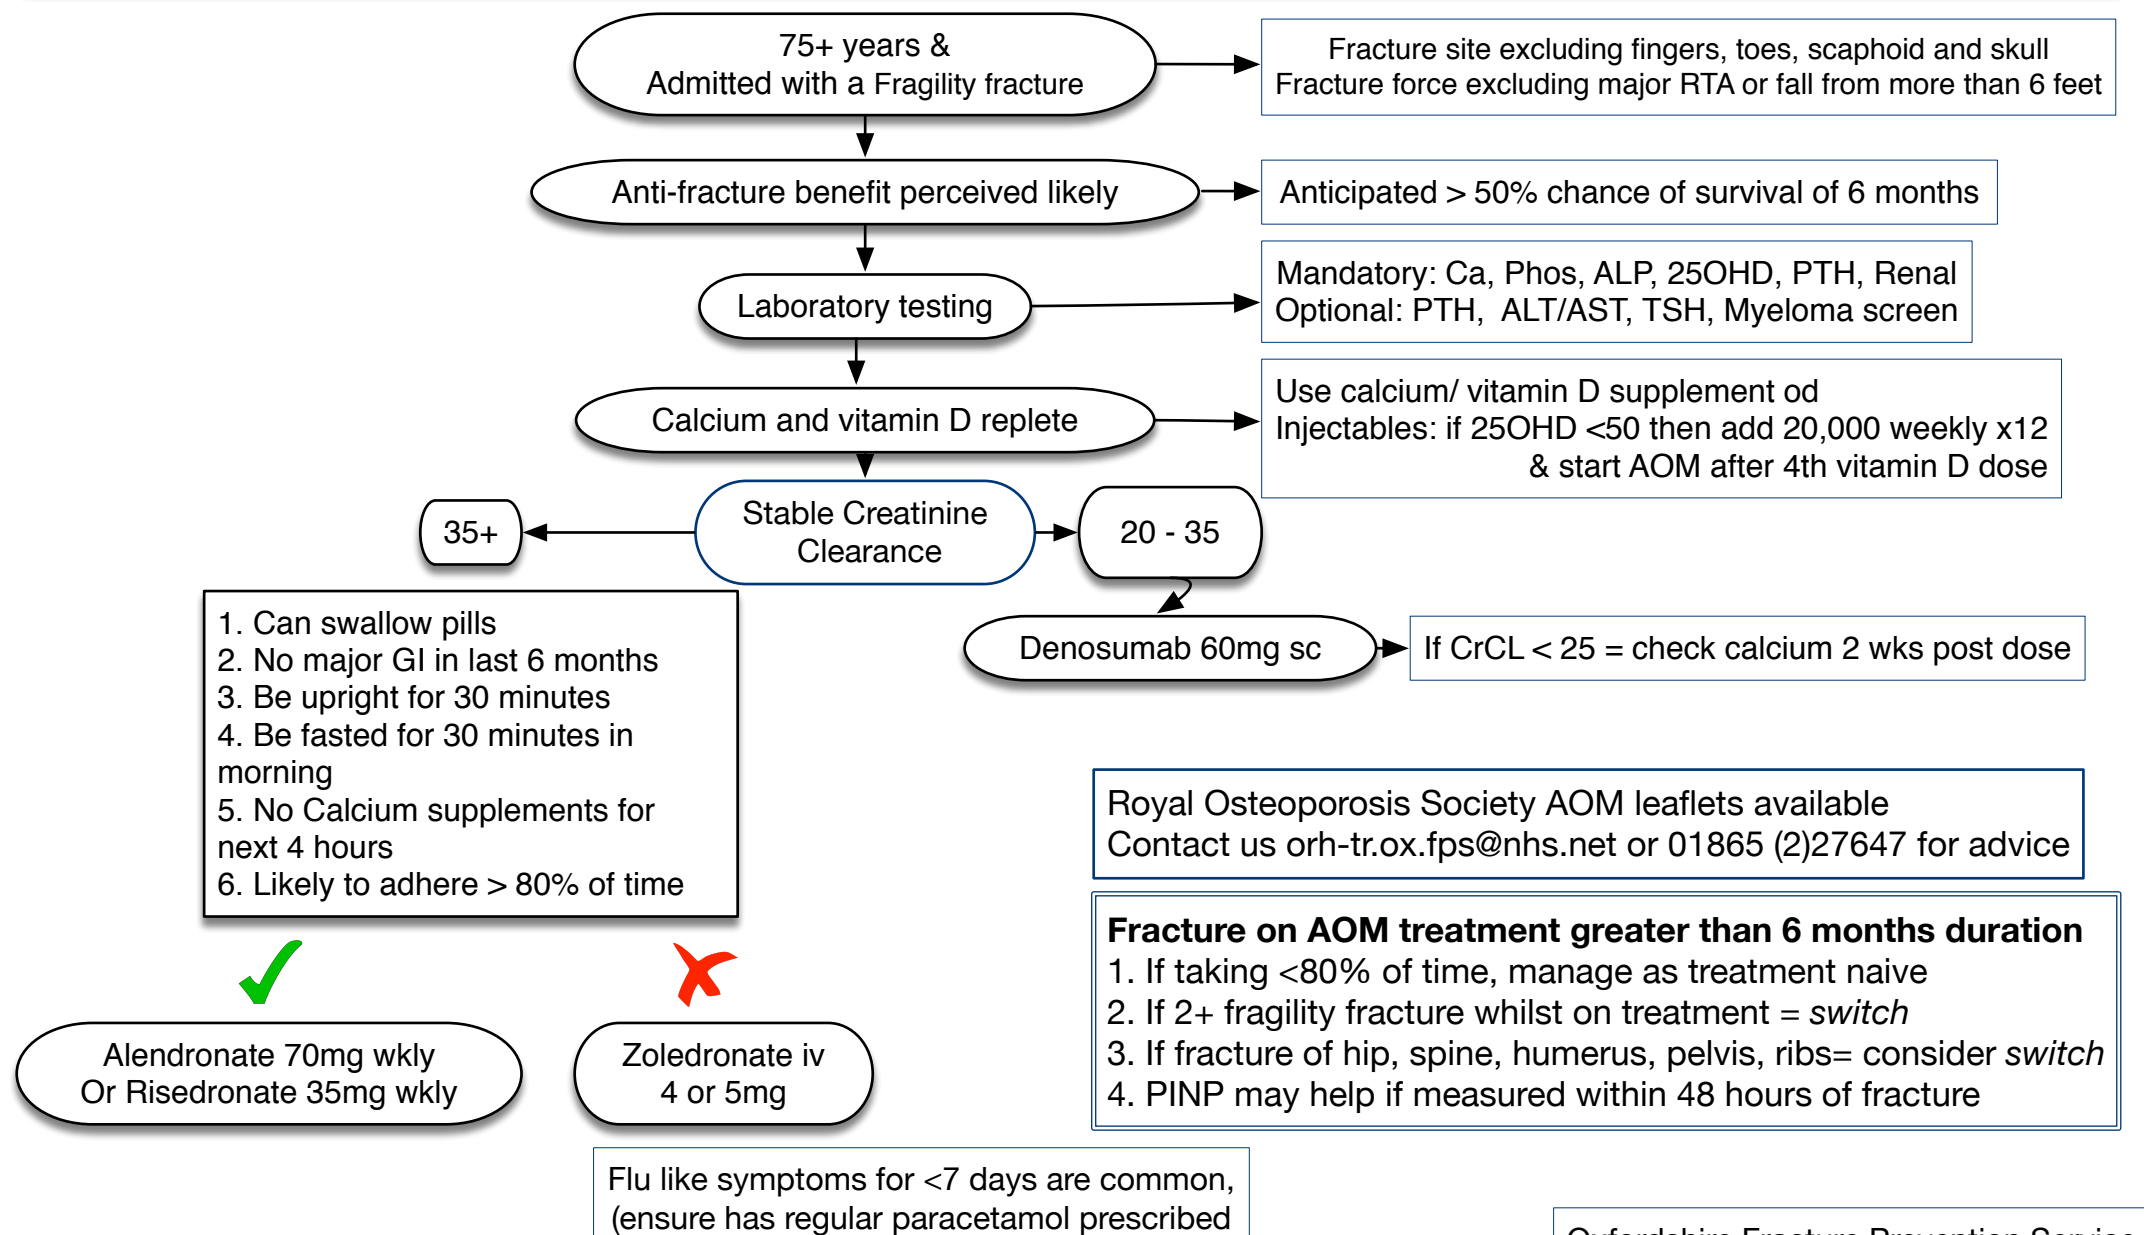 75+ years &
Admitted with a Fragility fracture
Fracture site excluding fingers, toes, scaphoid and skull
Fracture force excluding major RTA or fall from more than 6 feet
Anti-fracture benefit perceived likely
Anticipated > 50% chance of survival of 6 months
Laboratory testing
Mandatory: Ca, Phos, ALP, 25OHD, PTH, Renal
Optional: PTH, ALT/AST, TSH, Myeloma screen
Calcium and vitamin D replete
Use calcium/ vitamin D supplement od
Injectables: if 25OHD <50 then add 20,000 weekly x12
& start AOM after 4th vitamin D dose
35+
Stable Creatinine
Clearance
20 - 35
1. Can swallow pills
2. No major GI in last 6 months
3. Be upright for 30 minutes
4. Be fasted for 30 minutes in
morning
5. No Calcium supplements for
next 4 hours
6. Likely to adhere > 80% of time
Denosumab 60mg sc
If CrCL < 25 = check calcium 2 wks post dose
Royal Osteoporosis Society AOM leaflets available
Contact us orh-tr.ox.fps@nhs.net or 01865 (2)27647 for advice
Fracture on AOM treatment greater than 6 months duration
1. If taking <80% of time, manage as treatment naive
2. If 2+ fragility fracture whilst on treatment = switch
3. If fracture of hip, spine, humerus, pelvis, ribs= consider switch
4. PINP may help if measured within 48 hours of fracture
Alendronate 70mg wkly
Or Risedronate 35mg wkly
Zoledronate iv
4 or 5mg
Flu like symptoms for <7 days are common,
(ensure has regular paracetamol prescribed
Oxfordshire Fracture Prevention Service